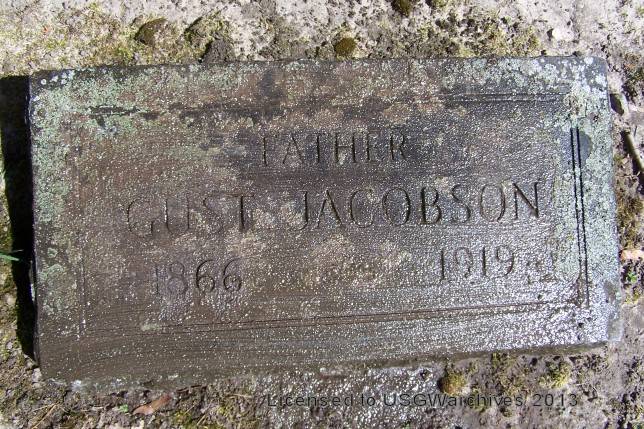 FATHER
GUST JACOBSON
1866 1919
Licensed to USGWarchives 2013